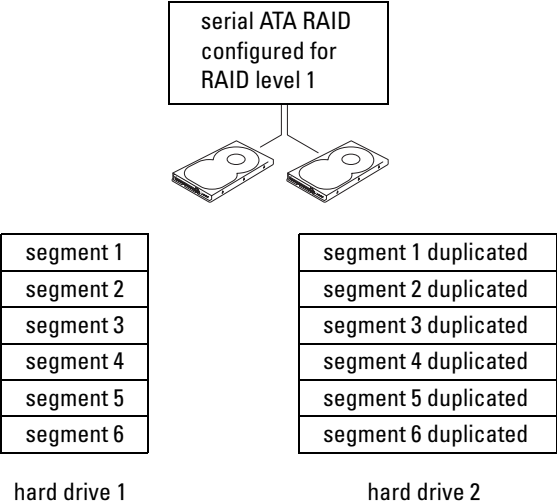 serial ATA RAID
configured for
RAID level 1
segment 1
segment 1 duplicated
segment 2
segment 2 duplicated
segment 3
segment 3 duplicated
segment 4
segment 4 duplicated
segment 5
segment 5 duplicated
segment 6
segment 6 duplicated
hard drive 1
hard drive 2